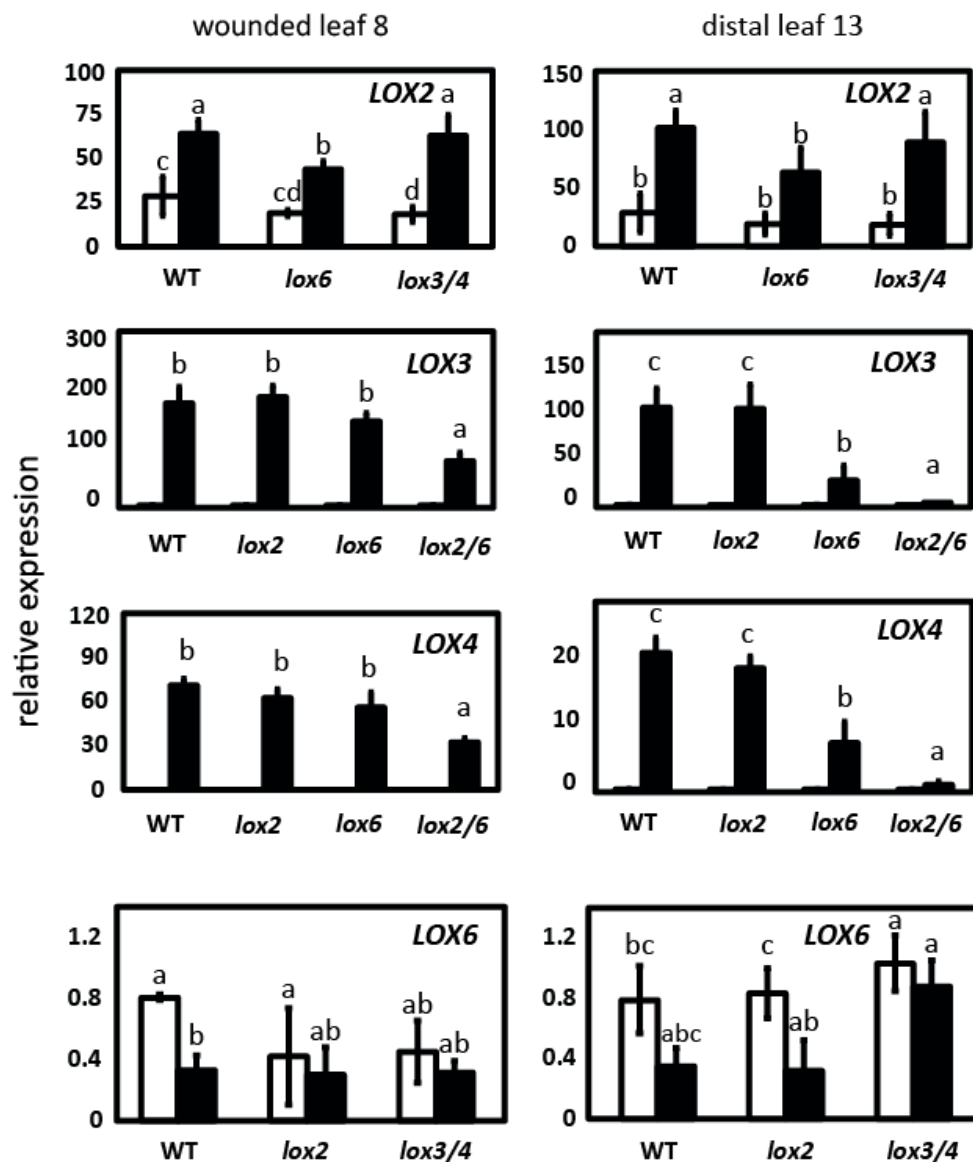 wounded leaf 8
distal leaf 13
relative expression
100
75
50
25
0
LOX2
c
a
cd
b
d
a
WT
lox6
lox3/4
150
100
50
0
LOX2
b
a
b
b
b
a
WT
lox6
lox3/4
300
200
100
0
LOX3
b
b
b
a
WT
lox2
lox6
lox2/6
150
100
50
0
LOX3
c
c
b
a
WT
lox2
lox6
lox2/6
120
90
60
30
0
LOX4
b
b
b
a
WT
lox2
lox6
lox2/6
20
10
0
LOX4
c
c
b
a
WT
lox2
lox6
lox2/6
1.2
0.8
0.4
0
LOX6
a
b
a
ab
ab
ab
WT
lox2
lox3/4
1.2
0.8
0.4
0
LOX6
bc
abc
c
ab
a
a
WT
lox2
lox3/4